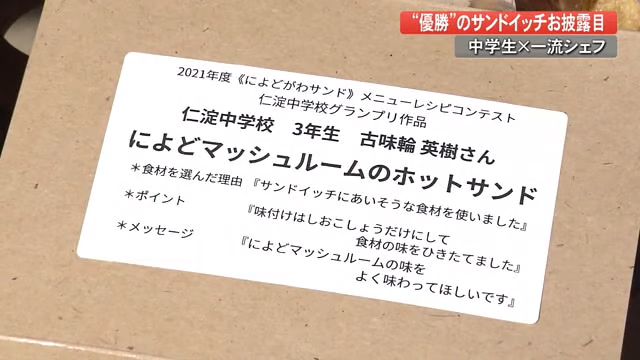 “優勝”のサンドイッチお披露目
中学生×一流シェフ
2021年度《によどがわサンド》メニューレシピコンテスト
仁淀中学校グランプリ作品
仁淀中学校 3年生 古味輪 英樹さん
によどマッシュルームのホットサンド
＊食材を選んだ理由 『サンドイッチにあいそうな食材を使いました』
＊ポイント 『味付けはしおこしょうだけにして
食材の味をひきたてました』
＊メッセージ 『によどマッシュルームの味を
よく味わってほしいです』